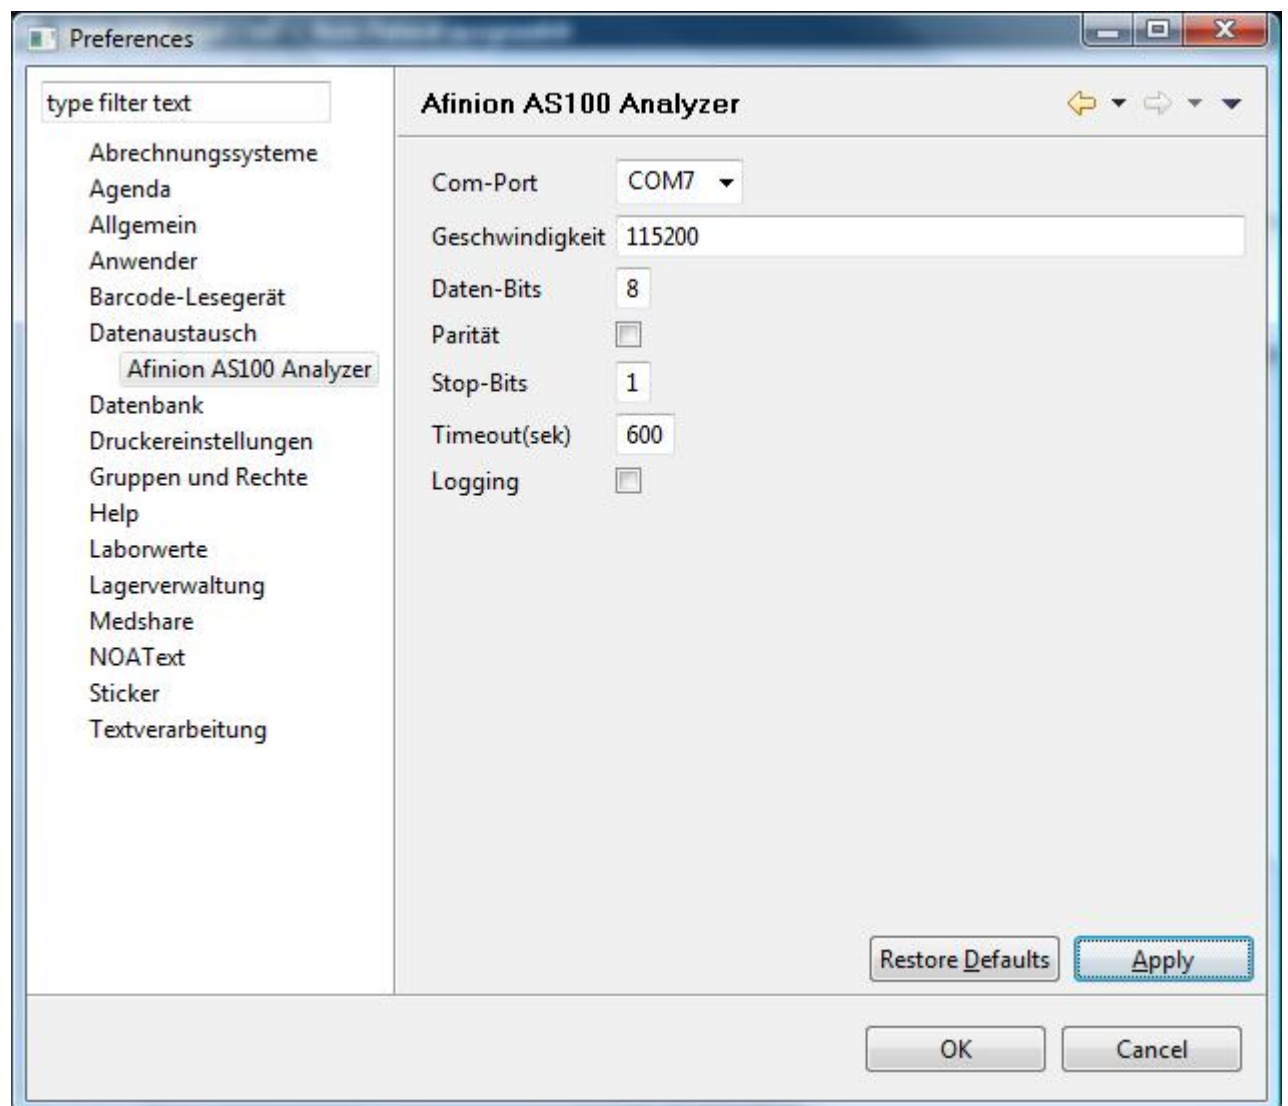 Preferences
type filter text
Abrechnungssysteme
Agenda
Allgemein
Anwender
Barcode-Lesegerät
Datenaustausch
Afinion AS100 Analyzer
Datenbank
Druckereinstellungen
Gruppen und Rechte
Help
Laborwerte
Lagerverwaltung
Medshare
NOAText
Sticker
Textverarbeitung
Afinion AS100 Analyzer
Com-Port COM7
Geschwindigkeit 115200
Daten-Bits 8
Parität
Stop-Bits 1
Timeout(sek) 600
Logging
Restore Defaults Apply
OK Cancel